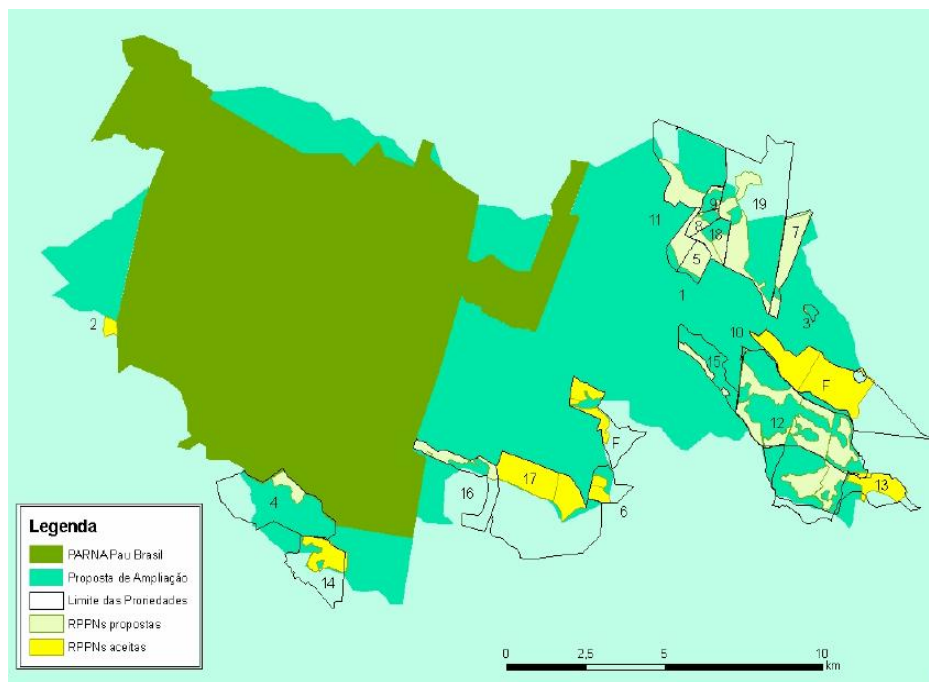 19
9
11
8
18
7
5
1
3
2
10
15
F
12
F
17
13
16
6
4
14
Legenda
PARNA Pau Brasil
Proposta de Ampliação
Limite das Propriedades
RPPNs propostas
RPPNs aceitas
0 2,5 5 10
km